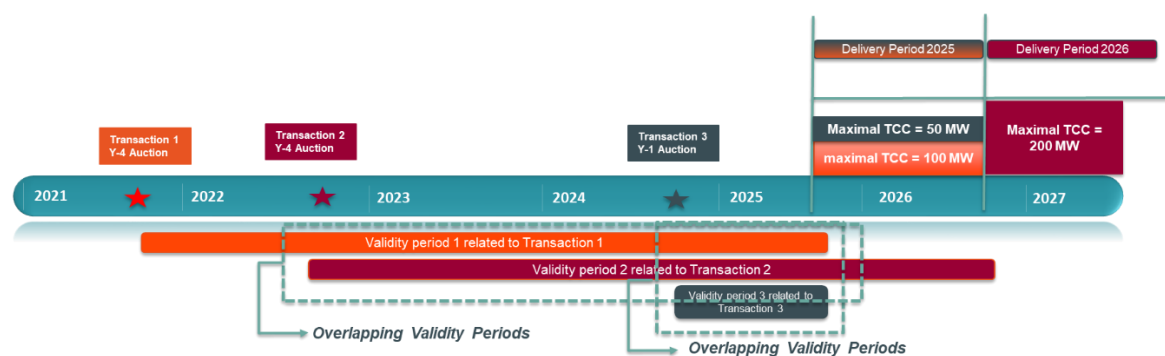 Delivery Period 2025
Delivery Period 2026
Transaction 1
Y-4 Auction
Transaction 2
Y-4 Auction
Transaction 3
Y-1 Auction
Maximal TCC = 50 MW
maximal TCC = 100 MW
Maximal TCC =
200 MW
2021
2022
2023
2024
2025
2026
2027
Validity period 1 related to Transaction 1
Validity period 2 related to Transaction 2
Validity period 3 related to
Transaction 3
Overlapping Validity Periods
Overlapping Validity Periods